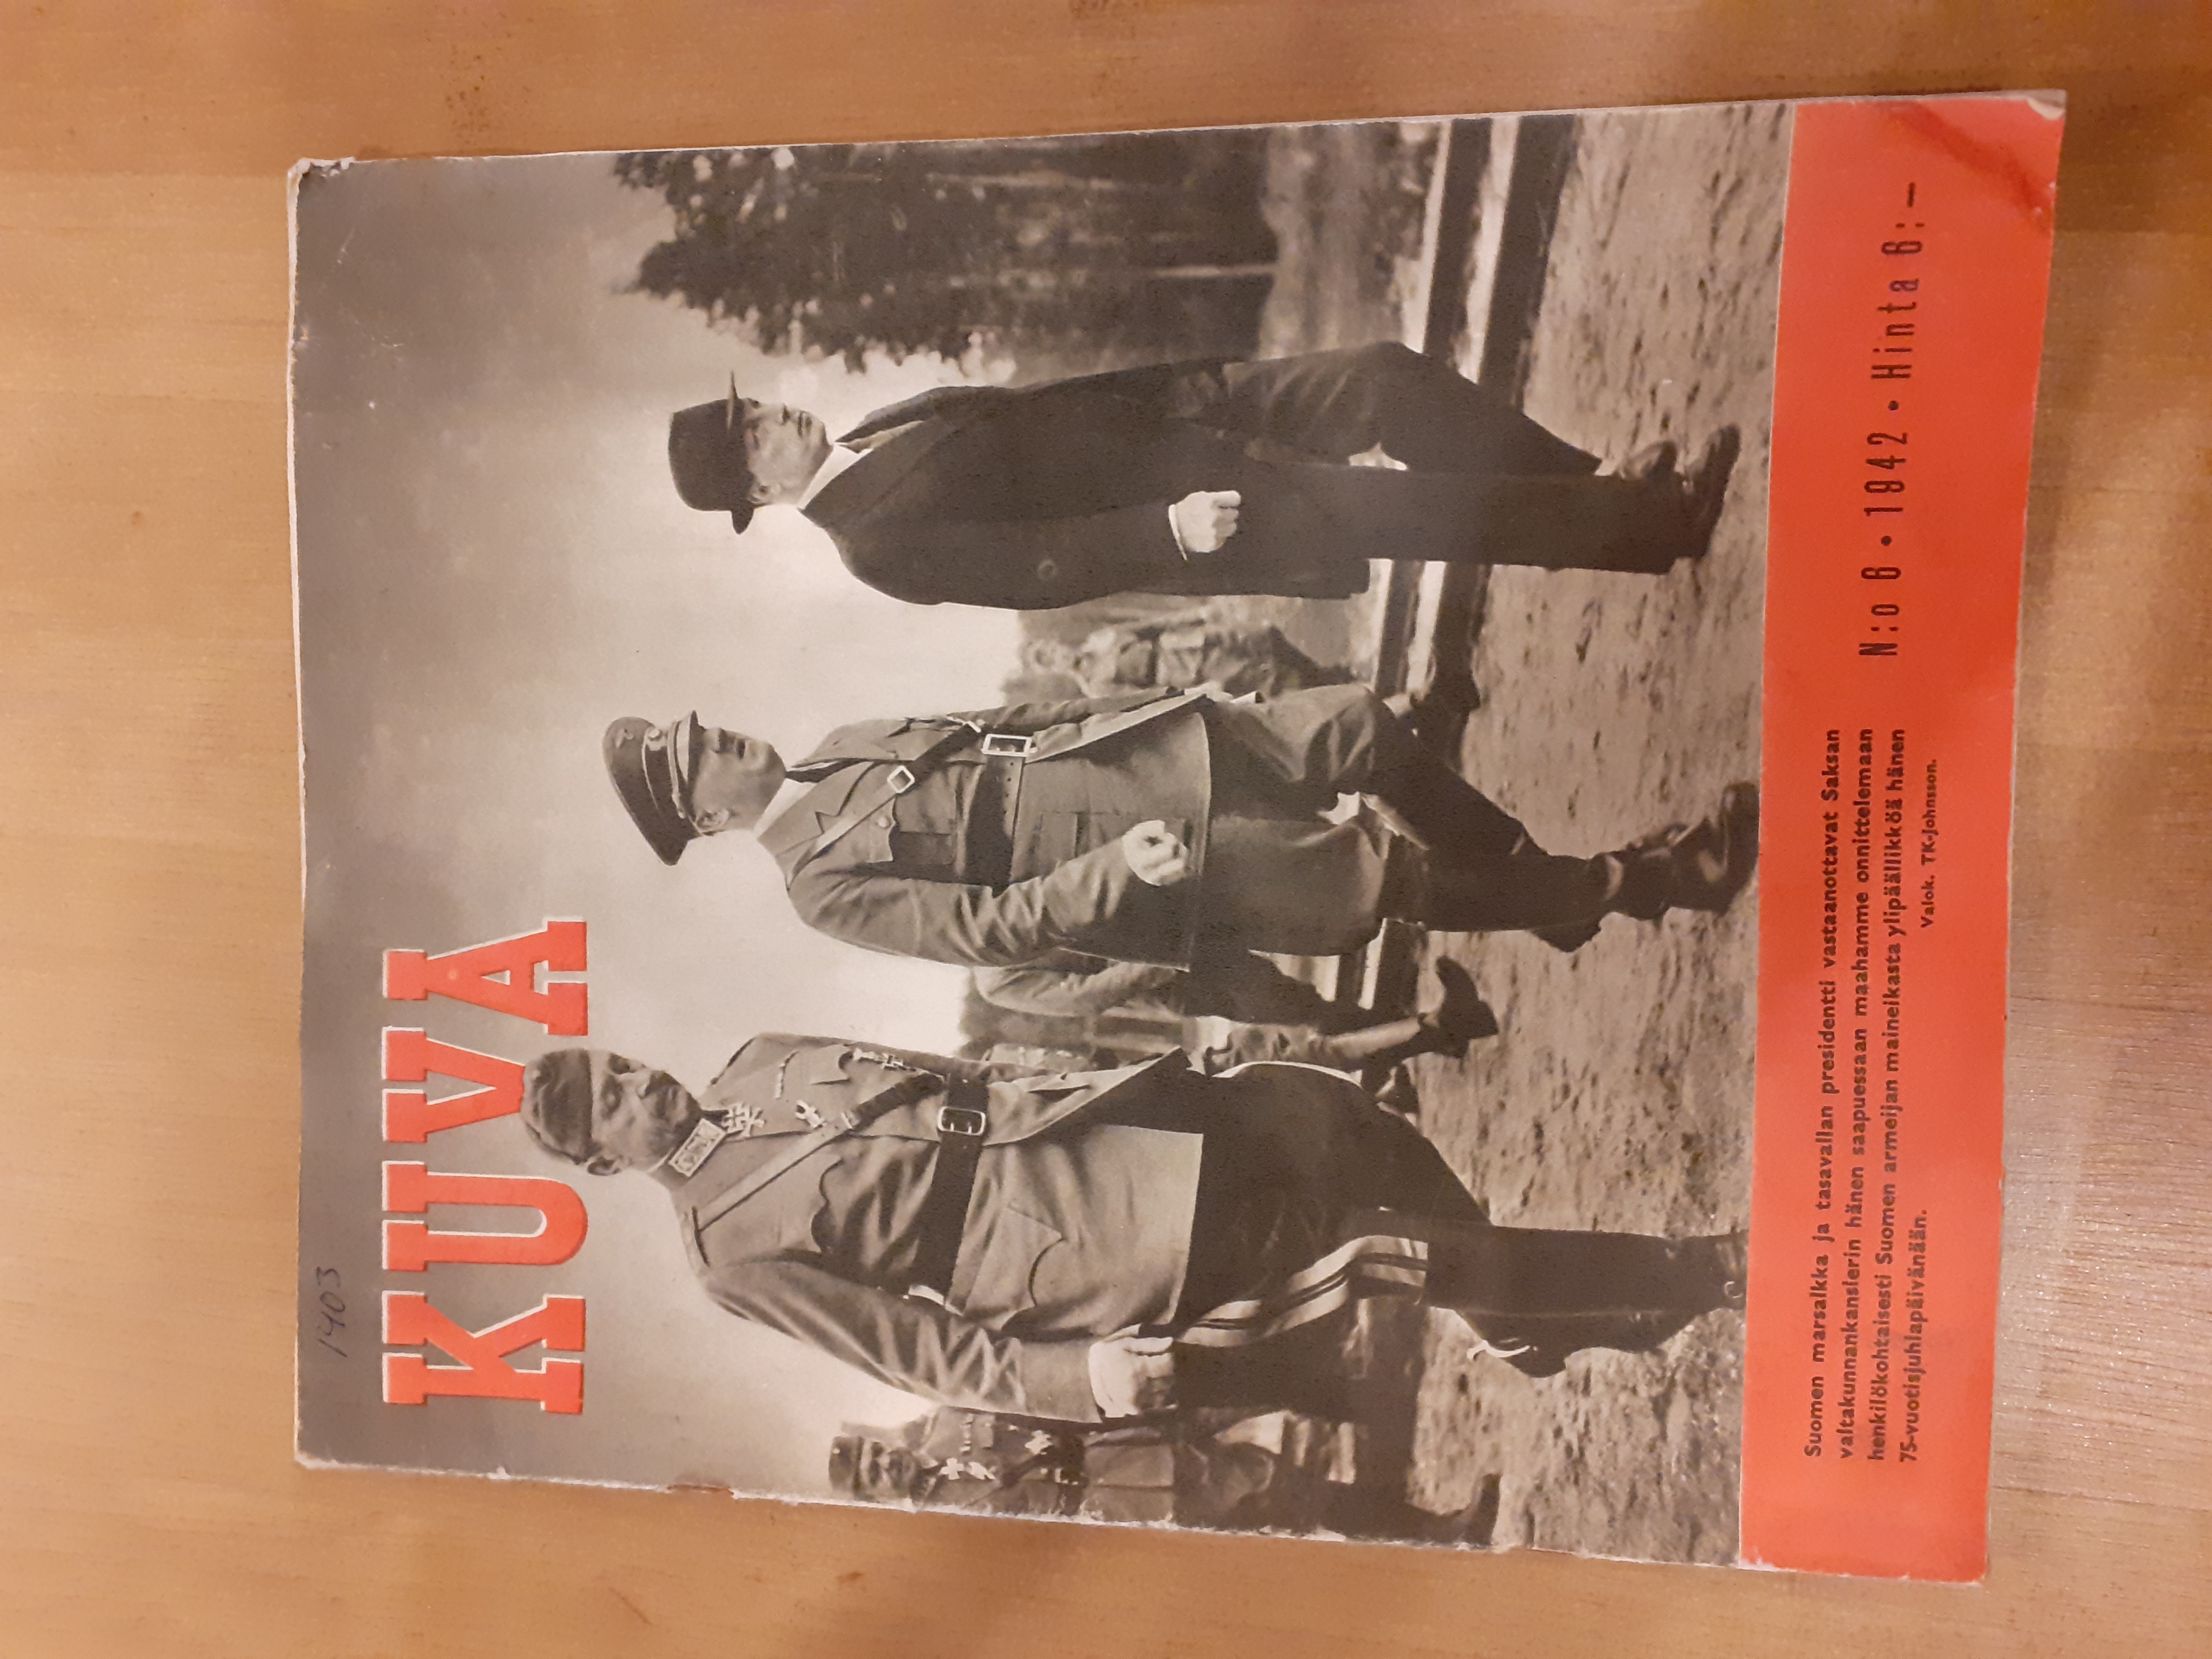 1403
KUVA
Suomen marsalkka ja tasavallan presidentti vastaanottavat Saksan
valtakunnankanslerin hänen saapuessaan maahamme onnittelemaan
henkilökohtaisesti Suomen armeijan mainekasta ylipäällikköä hänen
75-vuotisjuhlapäivänään.
Valok. TK-Johnsson.
N:o 6 • 1942 • Hinta 6:—